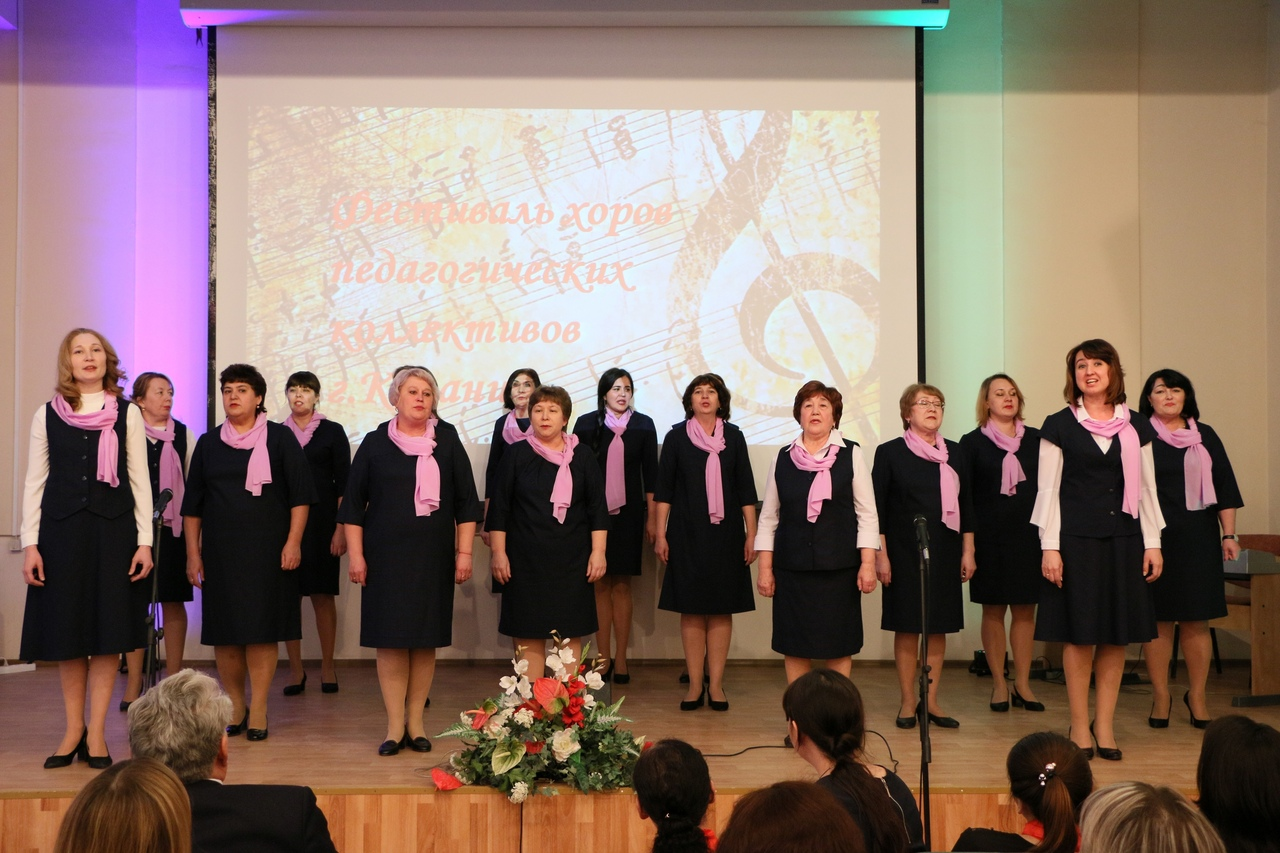 Фестиваль хоров
педагогических
коллективов
г.